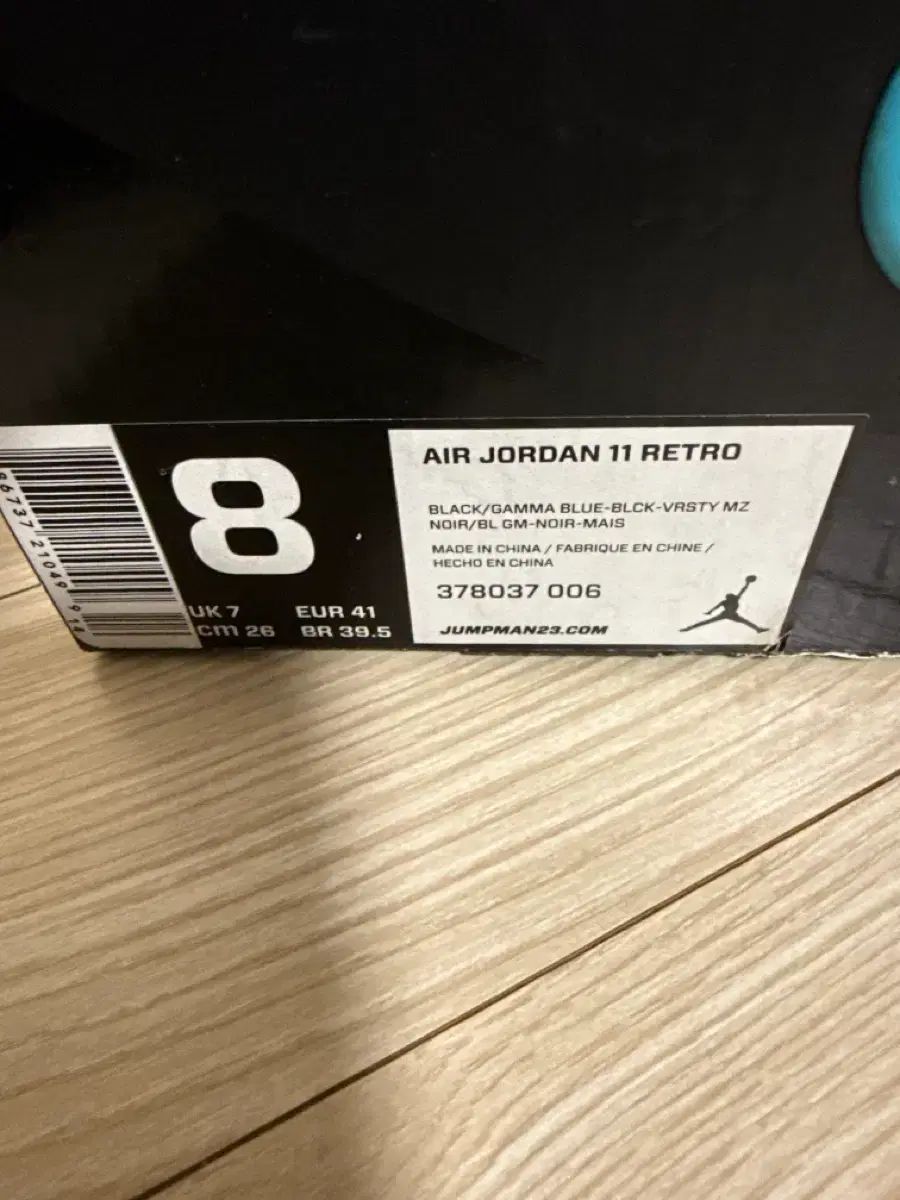 8
UK 7 EUR 41
cm 26 BR 39.5
AIR JORDAN 11 RETRO
BLACK/GAMMA BLUE-BLCK-VRSTY MZ
NOIR/BL GM-NOIR-MAIS
MADE IN CHINA / FABRIQUE EN CHINE /
HECHO EN CHINA
378037 006
JUMPMAN23.COM